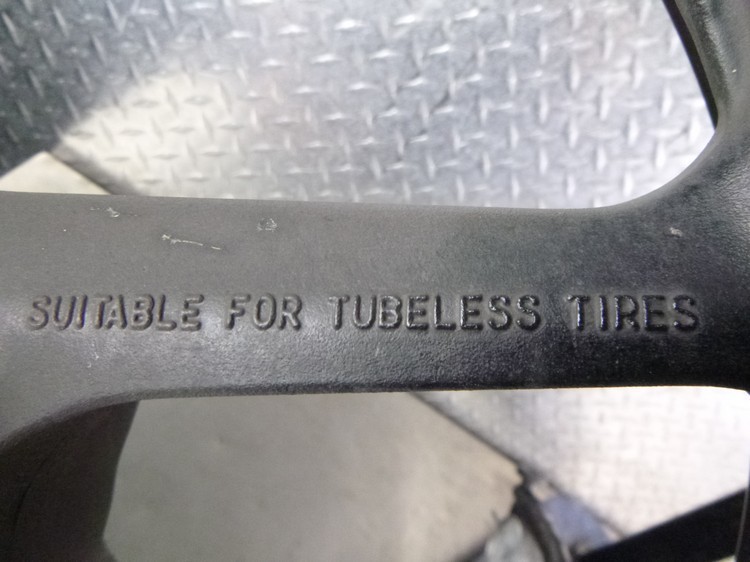 SUITABLE FOR TUBELESS TIRES